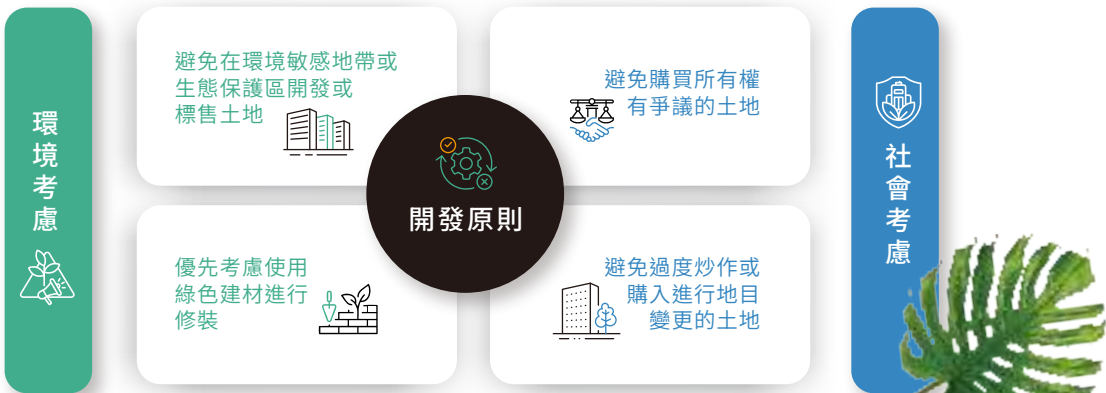 環境考慮
避免在環境敏感地帶或
生態保護區開發或
標售土地
優先考慮使用
綠色建材進行
修裝
開發原則
避免購買所有權
有爭議的土地
避免過度炒作或
購入進行地目
變更的土地
社會考慮